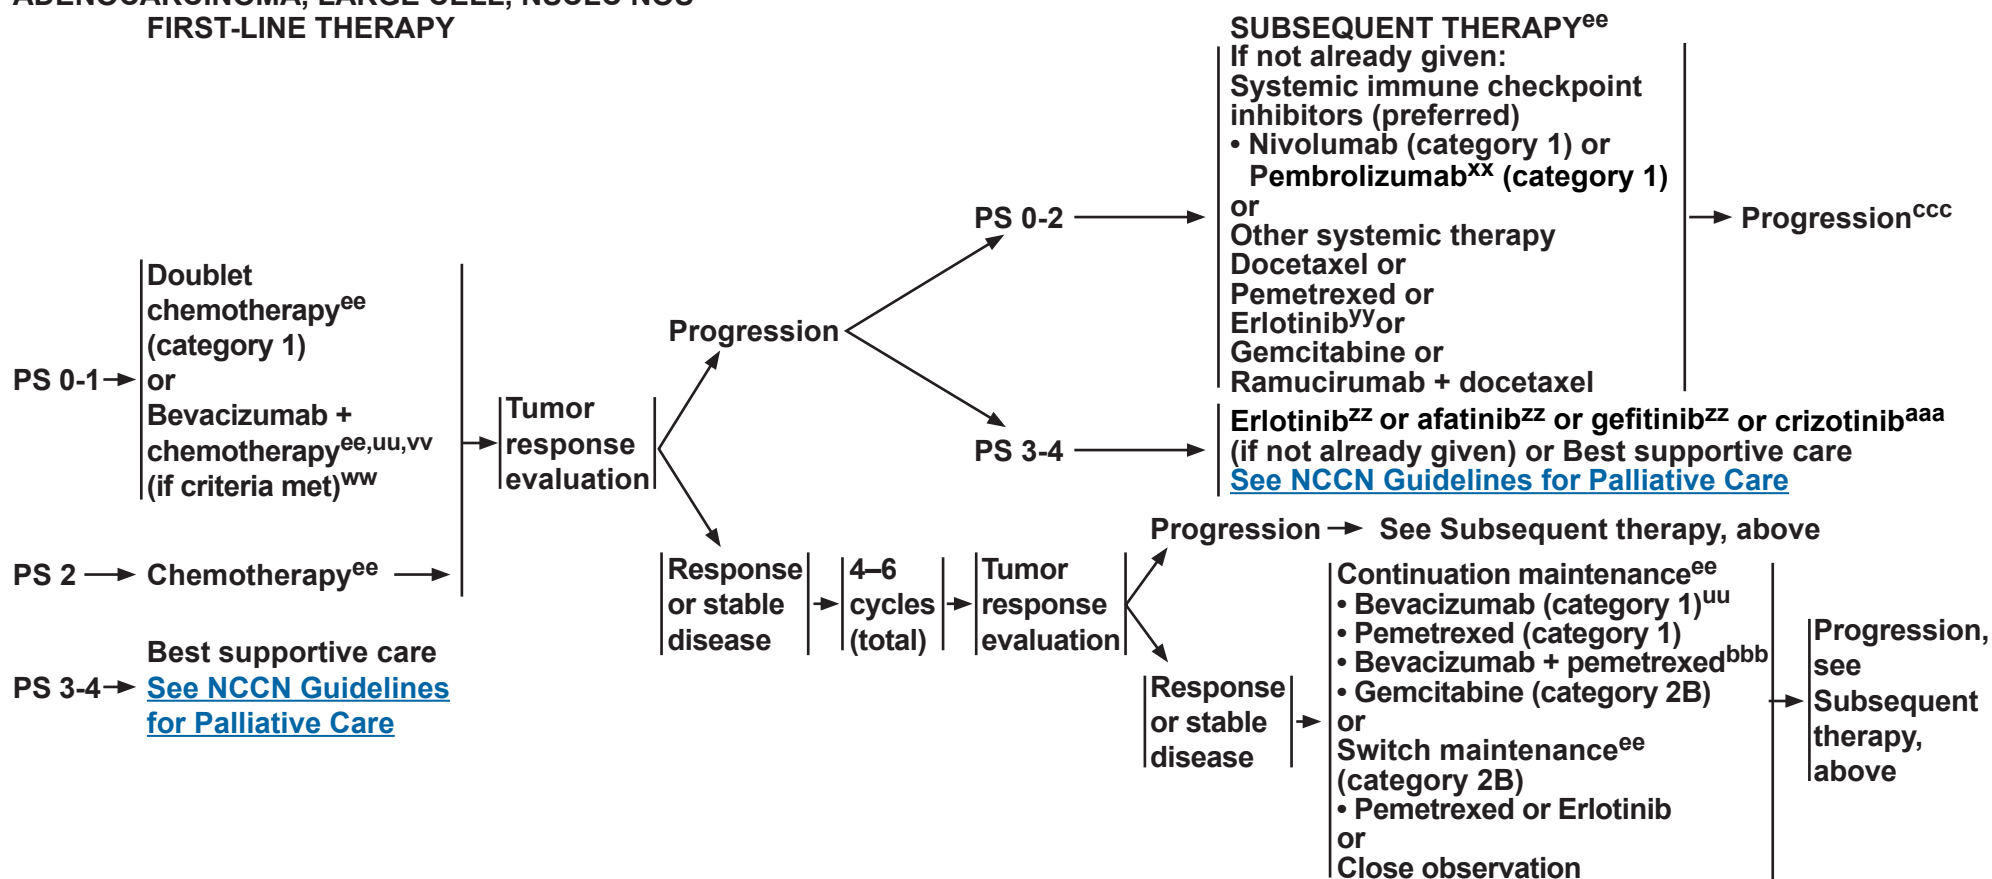 FIRST-LINE THERAPY
PS 0-1
Doublet
chemotherapyee
(category 1)
or
Bevacizumab +
chemotherapyee,uu,vv
(if criteria met)ww
PS 2
Chemotherapyee
PS 3-4
Best supportive care
See NCCN Guidelines
for Palliative Care
Tumor
response
evaluation
Progression
PS 0-2
SUBSEQUENT THERAPYee
If not already given:
Systemic immune checkpoint
inhibitors (preferred)
• Nivolumab (category 1) or
Pembrolizumabxx (category 1)
or
Other systemic therapy
Docetaxel or
Pemetrexed or
Erlotinibyyor
Gemcitabine or
Ramucirumab + docetaxel
Progressionccc
PS 3-4
Erlotinibzz or afatinibzz or gefitinibzz or crizotinibaaa
(if not already given) or Best supportive care
See NCCN Guidelines for Palliative Care
Response
or stable
disease
4–6
cycles
(total)
Tumor
response
evaluation
Progression
See Subsequent therapy, above
Response
or stable
disease
Continuation maintenanceee
• Bevacizumab (category 1)uu
• Pemetrexed (category 1)
• Bevacizumab + pemetrexedbbb
• Gemcitabine (category 2B)
or
Switch maintenanceee
(category 2B)
• Pemetrexed or Erlotinib
or
Close observation
Progression,
see
Subsequent
therapy,
above